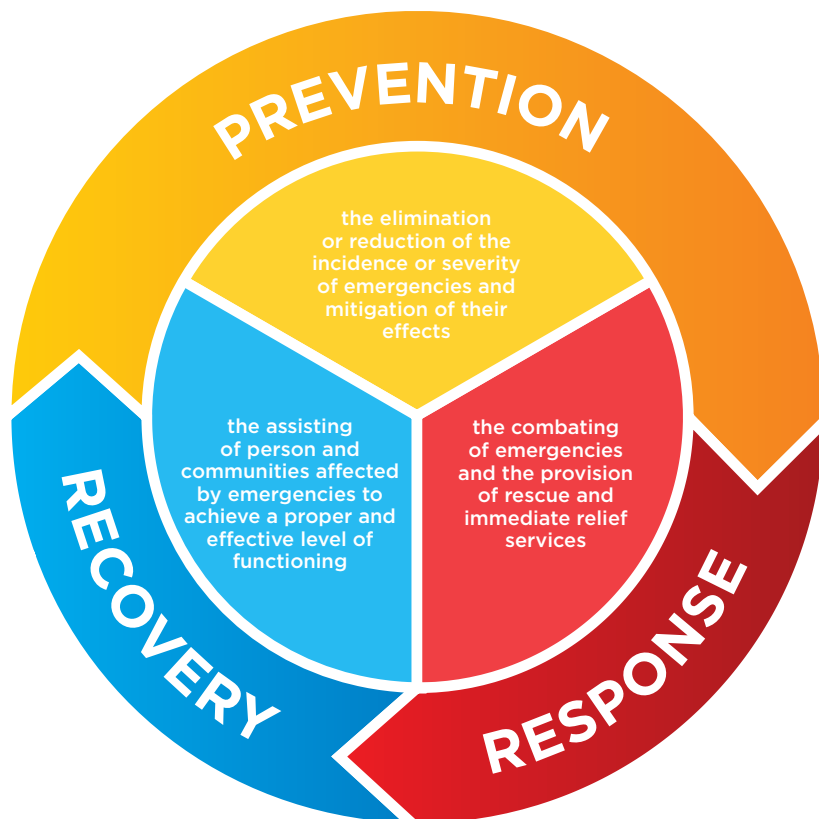 PREVENTION
the elimination
or reduction of the
incidence or severity
of emergencies and
mitigation of their
effects
the assisting
of person and
communities affected
by emergencies to
achieve a proper and
effective level of
functioning
the combating
of emergencies
and the provision
of rescue and
immediate relief
services
RECOVERY
RESPONSE